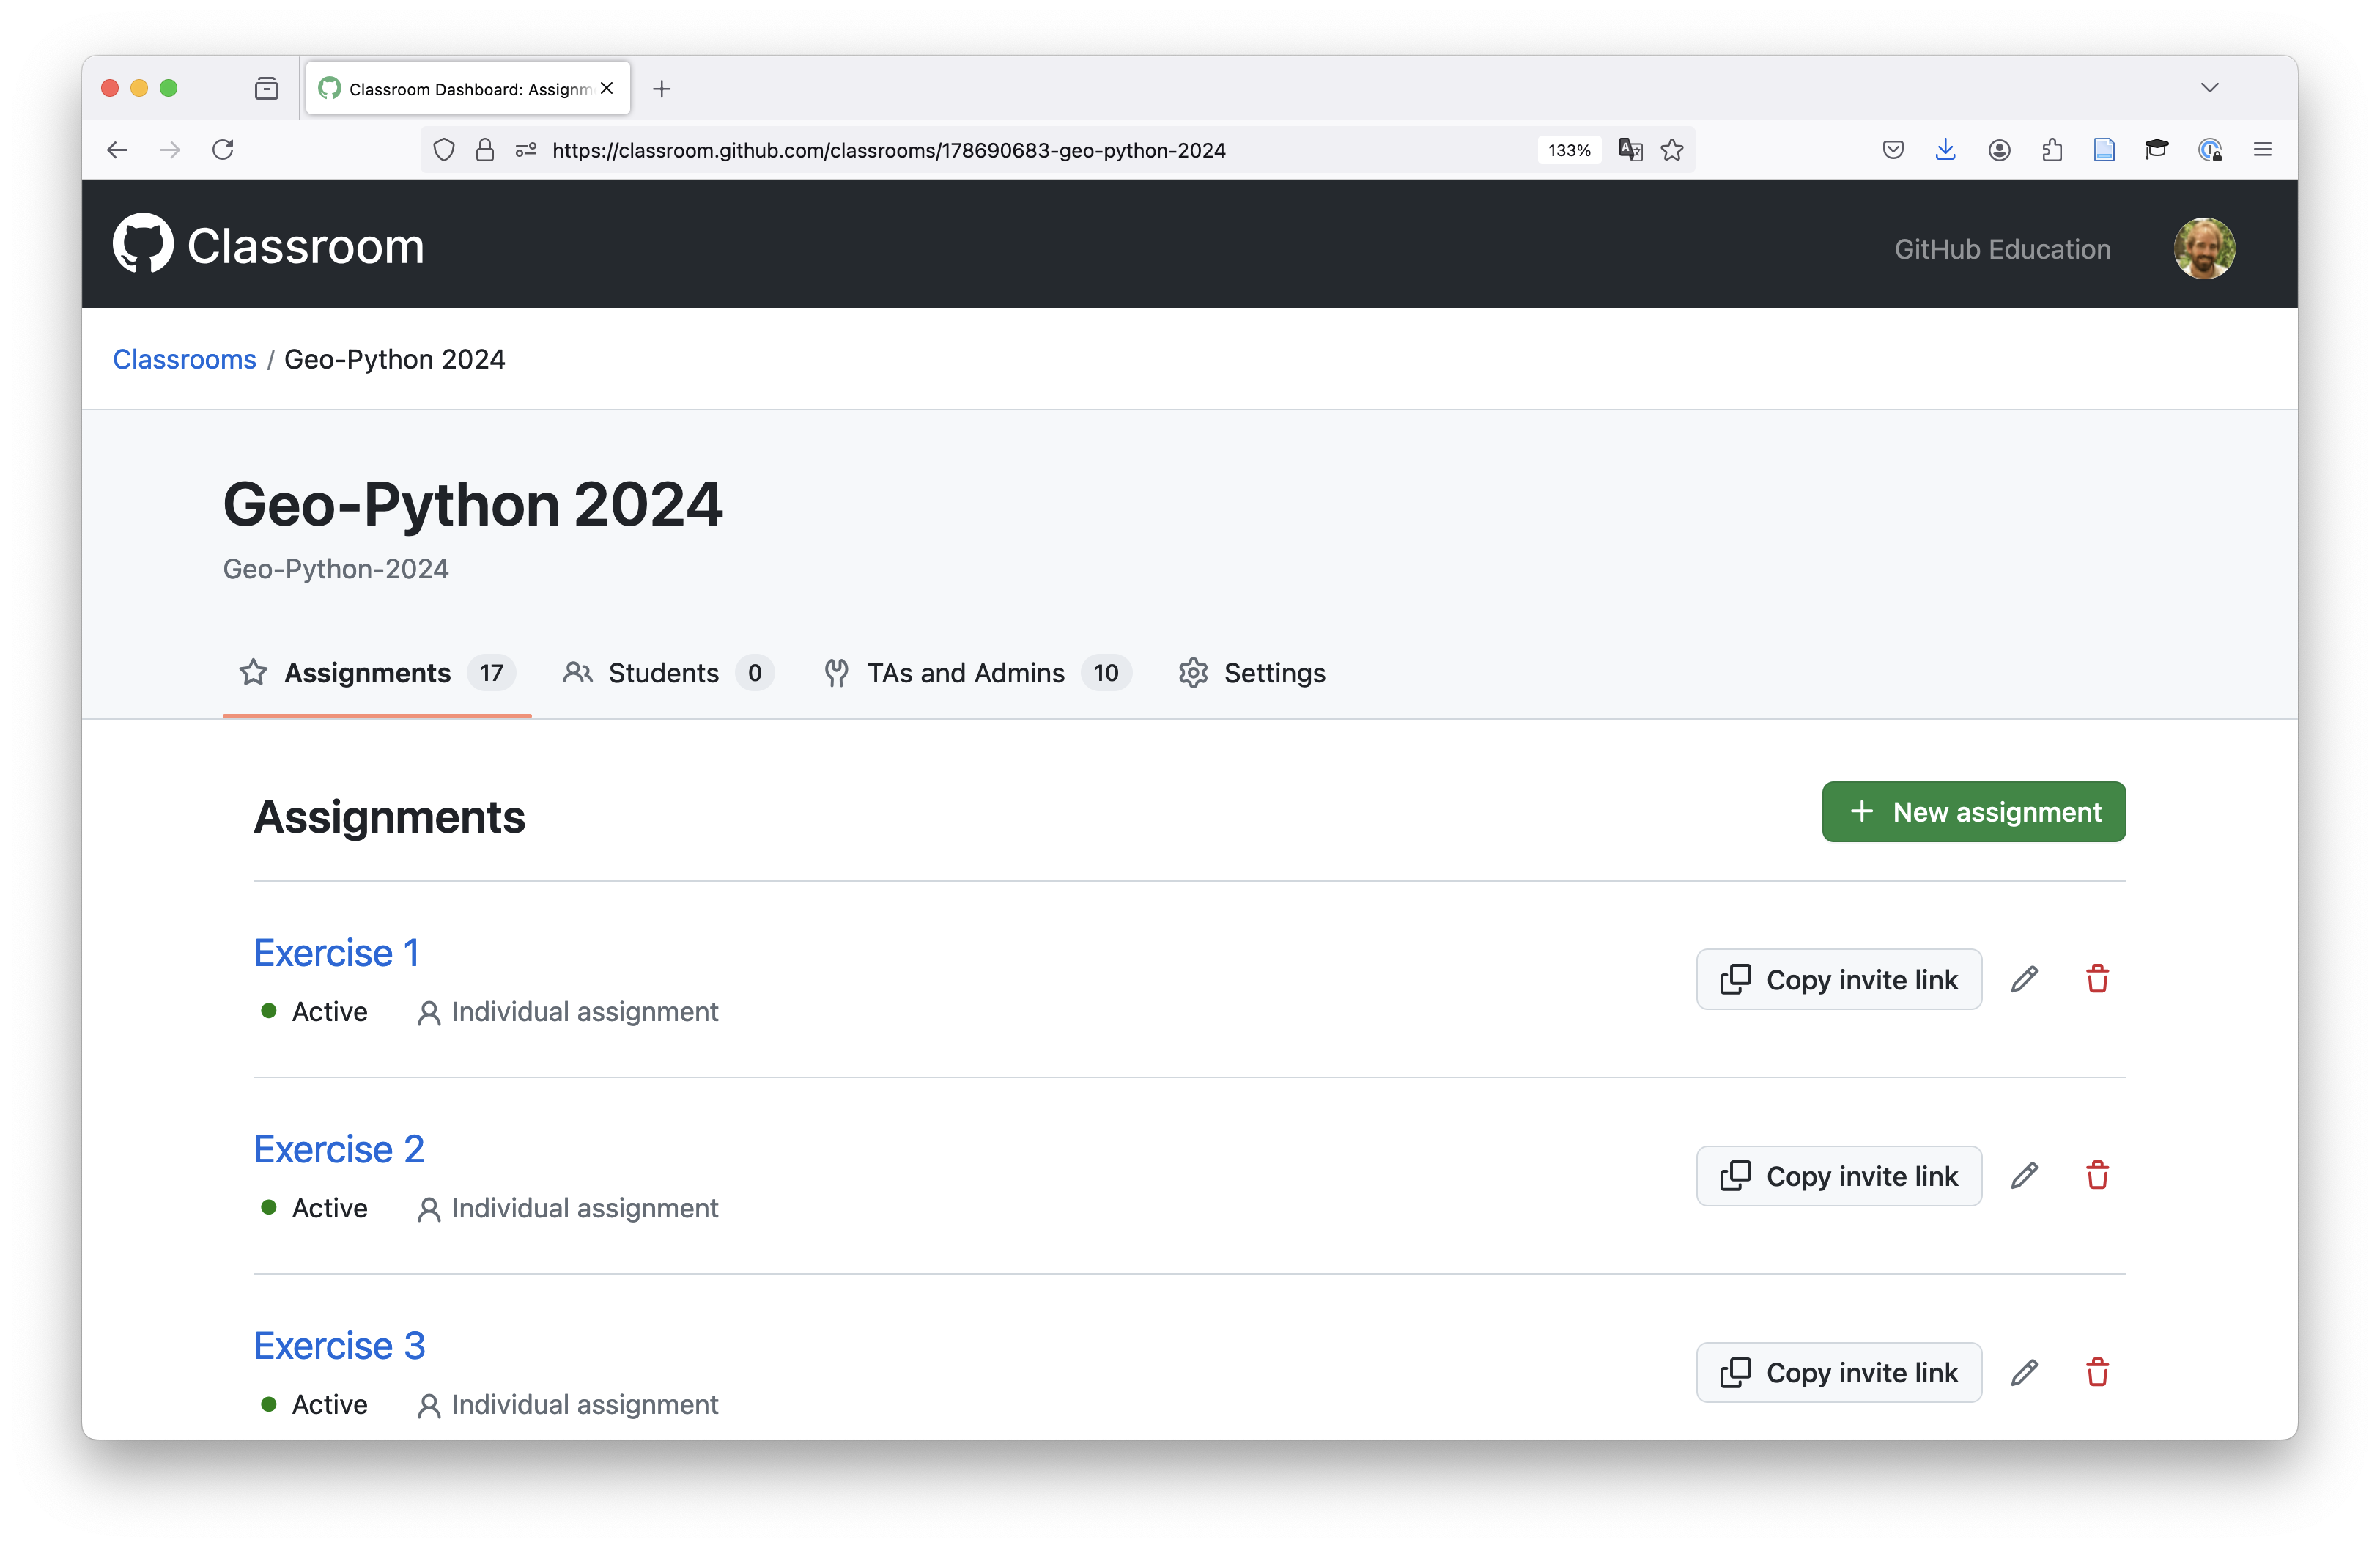 Classroom Dashboard: Assignm
https://classroom.github.com/classrooms/178690683-geo-python-2024
133%
Classroom
GitHub Education
Classrooms / Geo-Python 2024
Geo-Python 2024
Geo-Python-2024
Assignments 17 Students 0 TAs and Admins 10 Settings
Assignments
New assignment
Exercise 1
Copy invite link
Active Individual assignment
Exercise 2
Copy invite link
Active Individual assignment
Exercise 3
Copy invite link
Active Individual assignment